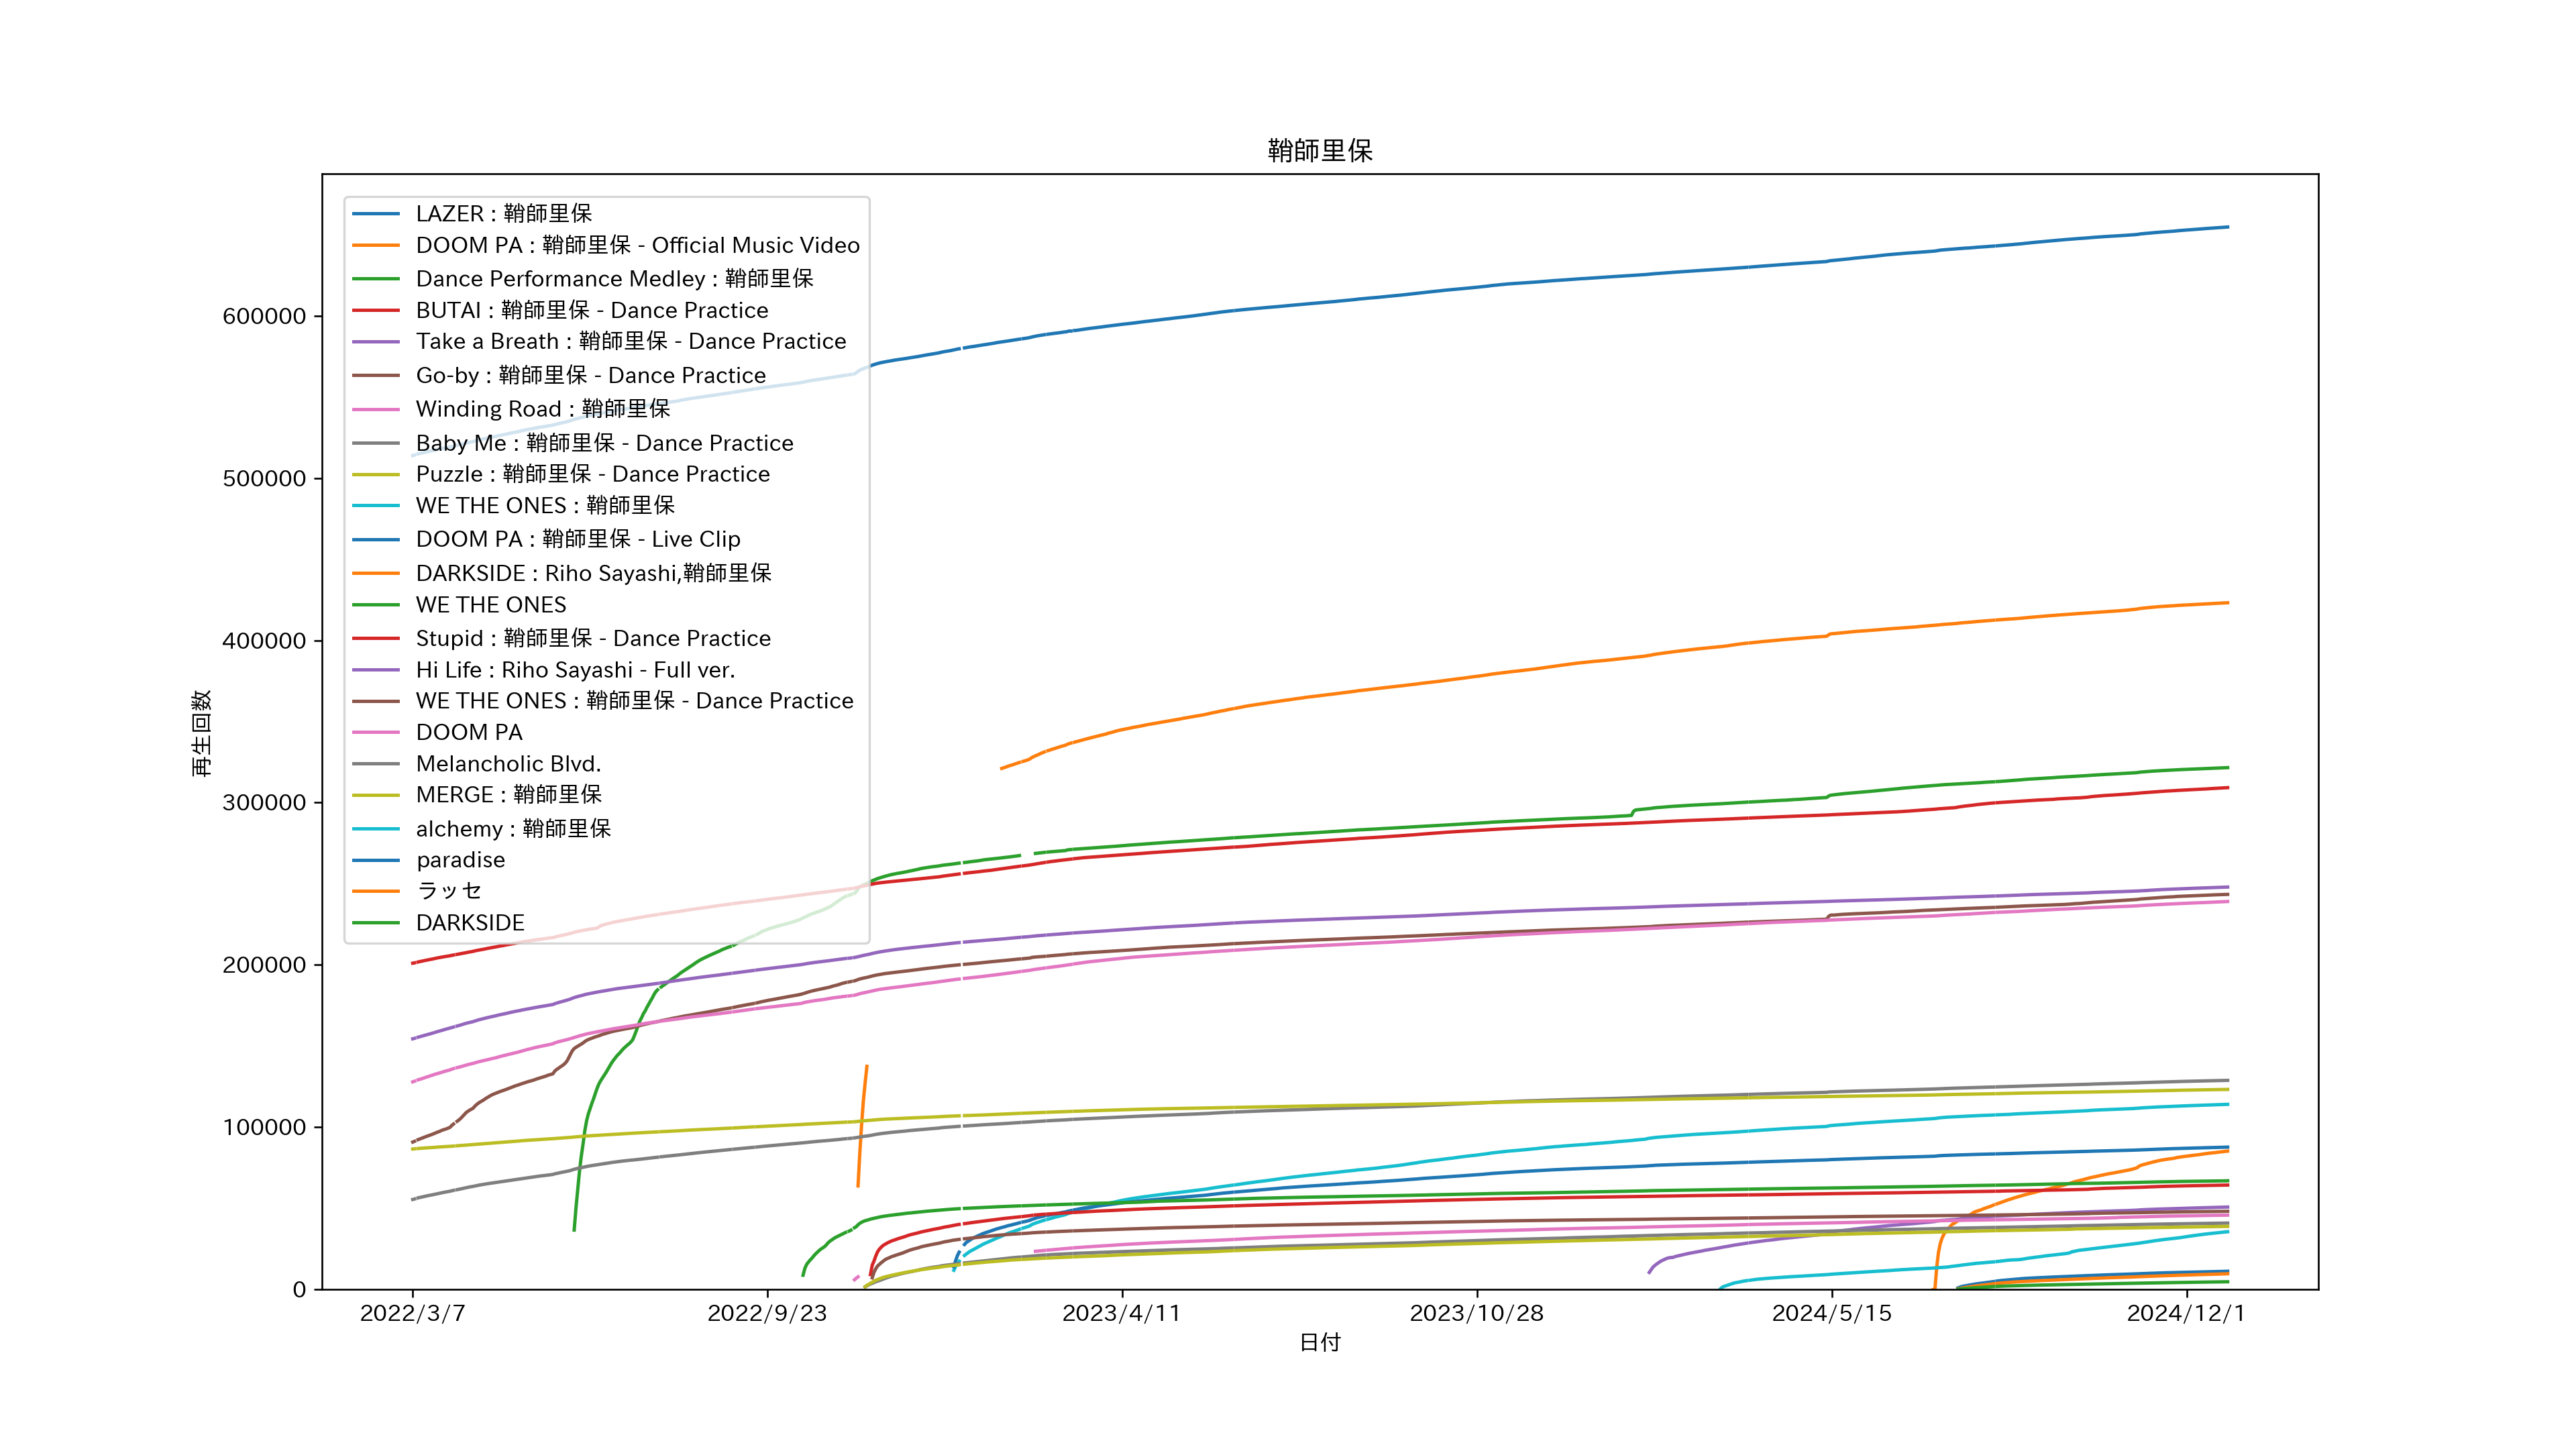 鞘師里保
LAZER : 鞘師里保
DOOM PA : 鞘師里保 - Official Music Video
Dance Performance Medley : 鞘師里保
BUTAI : 鞘師里保 - Dance Practice
Take a Breath : 鞘師里保 - Dance Practice
Go-by : 鞘師里保 - Dance Practice
Winding Road : 鞘師里保
Baby Me : 鞘師里保 - Dance Practice
Puzzle : 鞘師里保 - Dance Practice
WE THE ONES : 鞘師里保
DOOM PA : 鞘師里保 - Live Clip
DARKSIDE : Riho Sayashi,鞘師里保
WE THE ONES
Stupid : 鞘師里保 - Dance Practice
Hi Life : Riho Sayashi - Full ver.
WE THE ONES : 鞘師里保 - Dance Practice
DOOM PA
Melancholic Blvd.
MERGE : 鞘師里保
alchemy : 鞘師里保
paradise
ラッセ
DARKSIDE
再生回数
600000
500000
400000
300000
200000
100000
0
2022/3/7
2022/9/23
2023/4/11
2023/10/28
2024/5/15
2024/12/1
日付